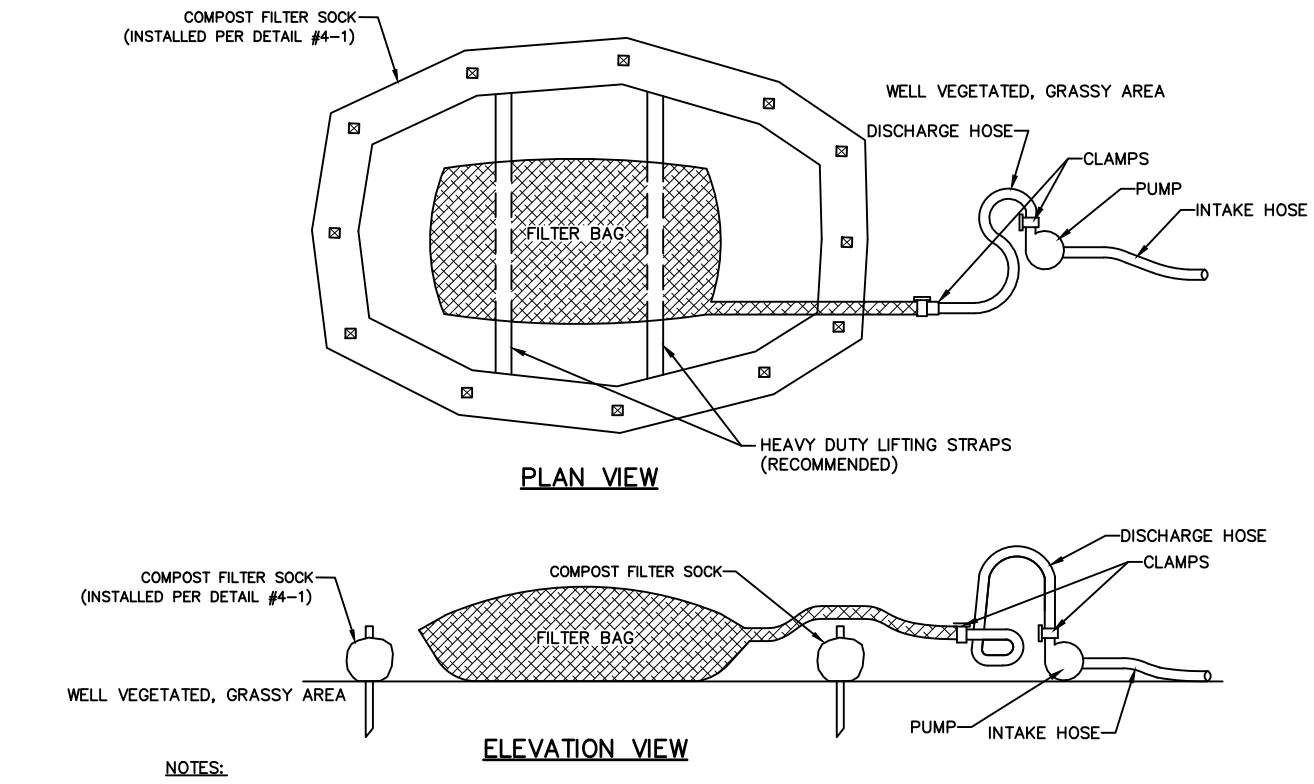 COMPOST FILTER SOCK
(INSTALLED PER DETAIL #4-1)
WELL VEGETATED, GRASSY AREA
DISCHARGE HOSE
CLAMPS
PUMP
INTAKE HOSE
FILTER BAG
HEAVY DUTY LIFTING STRAPS
(RECOMMENDED)
PLAN VIEW
DISCHARGE HOSE
CLAMPS
COMPOST FILTER SOCK
COMPOST FILTER SOCK
(INSTALLED PER DETAIL #4-1)
FILTER BAG
WELL VEGETATED, GRASSY AREA
PUMP
INTAKE HOSE
ELEVATION VIEW
NOTES: